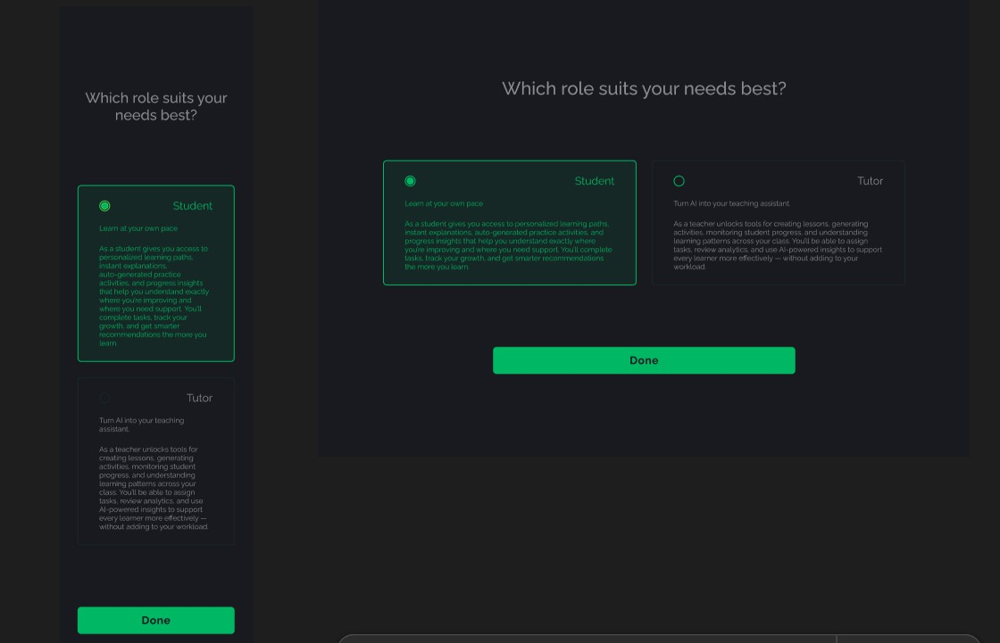 Which role suits your
needs best?
Student
Learn at your own pace
As a student gives you access to
personalized learning paths,
instant explanations,
auto-generated practice
activities, and progress insights
that help you understand exactly
where you're improving and
where you need support. You'll
complete tasks, track your
growth, and get smarter
recommendations the more you
learn.
Tutor
Turn AI into your teaching
assistant.
As a teacher unlocks tools for
creating lessons, generating
activities, monitoring student
progress, and understanding
learning patterns across your
class. You'll be able to assign
tasks, review analytics, and use
AI-powered insights to support
every learner more effectively —
without adding to your workload.
Done
Which role suits your needs best?
Student
Learn at your own pace
As a student gives you access to personalized learning paths,
instant explanations, auto-generated practice activities, and
progress insights that help you understand exactly where
you're improving and where you need support. You'll complete
tasks, track your growth, and get smarter recommendations
the more you learn.
Tutor
Turn AI into your teaching assistant.
As a teacher unlocks tools for creating lessons, generating
activities, monitoring student progress, and understanding
learning patterns across your class. You'll be able to assign
tasks, review analytics, and use AI-powered insights to support
every learner more effectively — without adding to your
workload.
Done